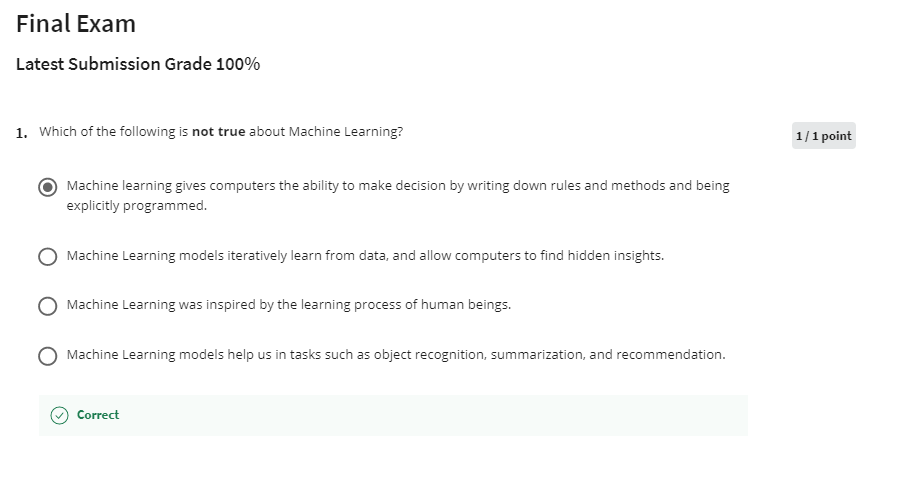 Final Exam
Latest Submission Grade 100%
1. Which of the following is not true about Machine Learning?
1 / 1 point
Machine learning gives computers the ability to make decision by writing down rules and methods and being
explicitly programmed.
Machine Learning models iteratively learn from data, and allow computers to find hidden insights.
Machine Learning was inspired by the learning process of human beings.
Machine Learning models help us in tasks such as object recognition, summarization, and recommendation.
Correct